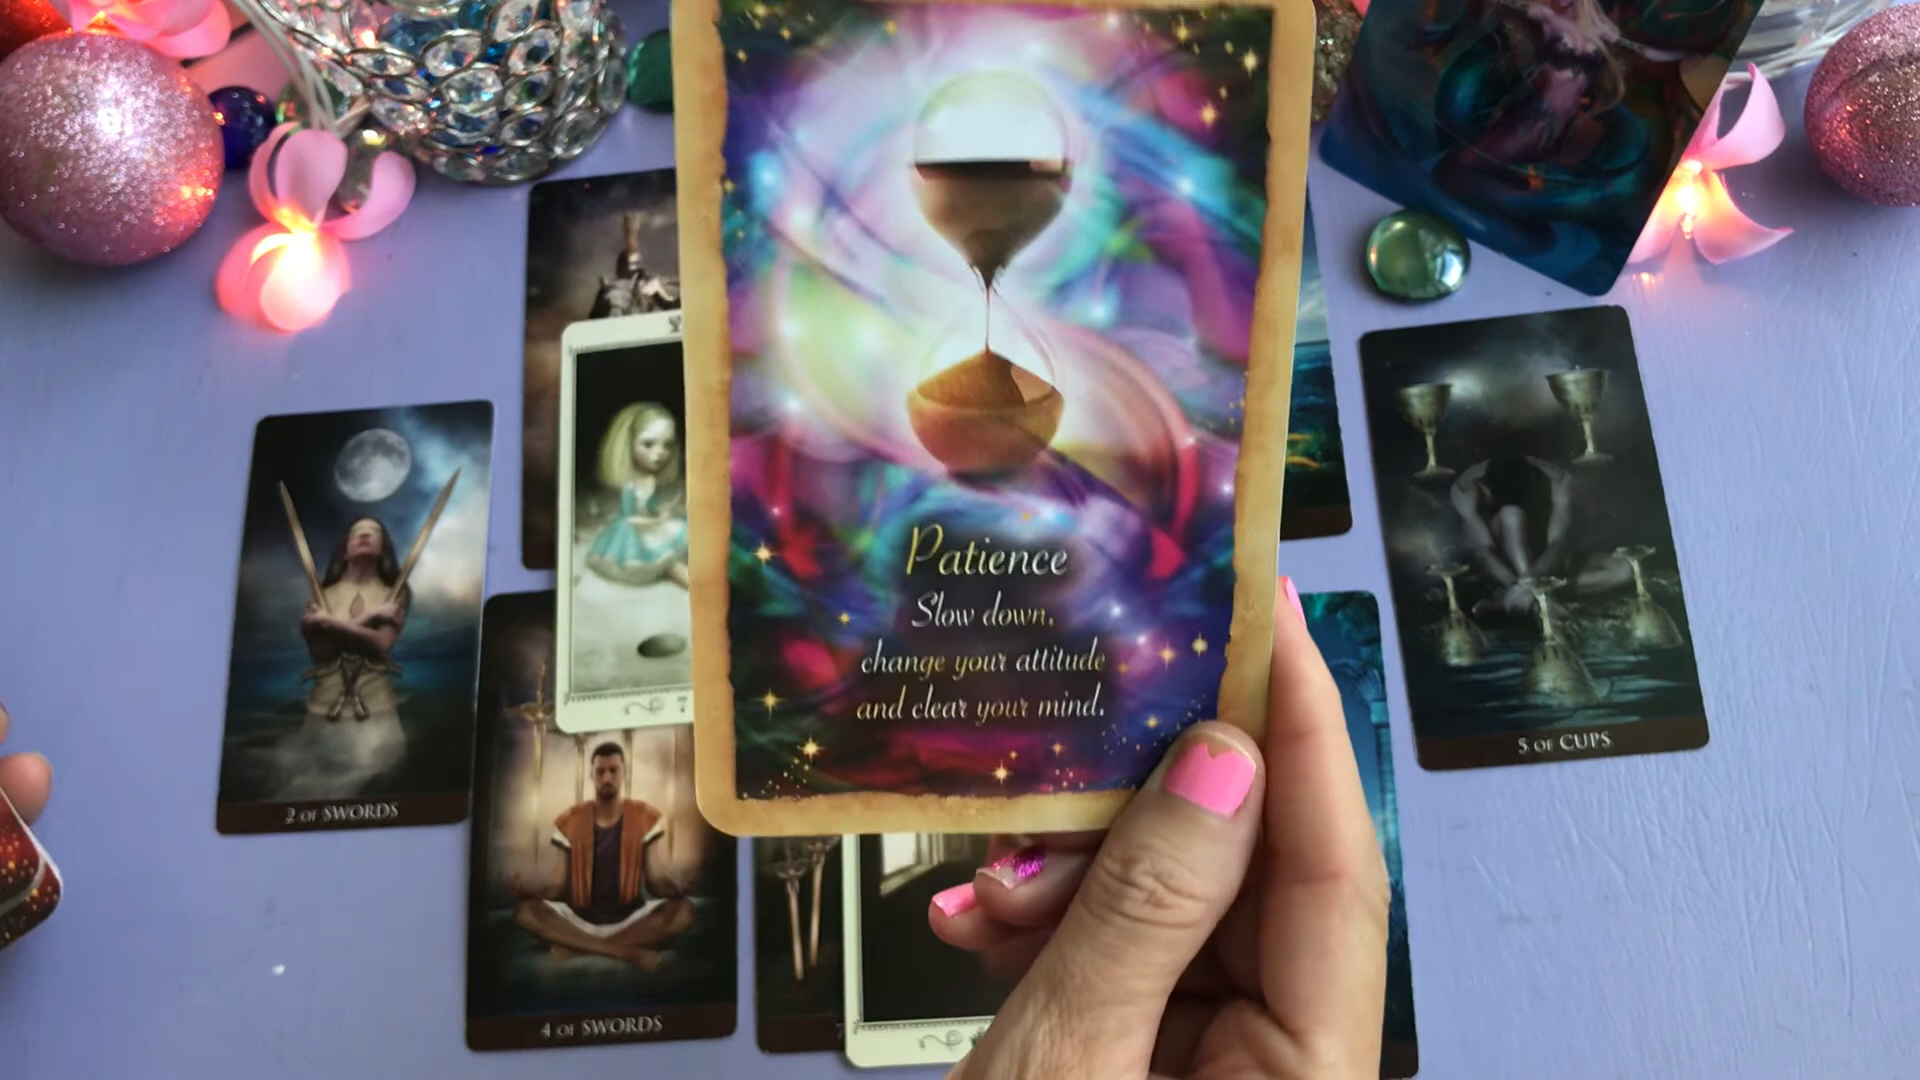 Patience
Slow down,
change your attitude
and clear your mind.
2 OF SWORDS
4 OF SWORDS
5 OF CUPS